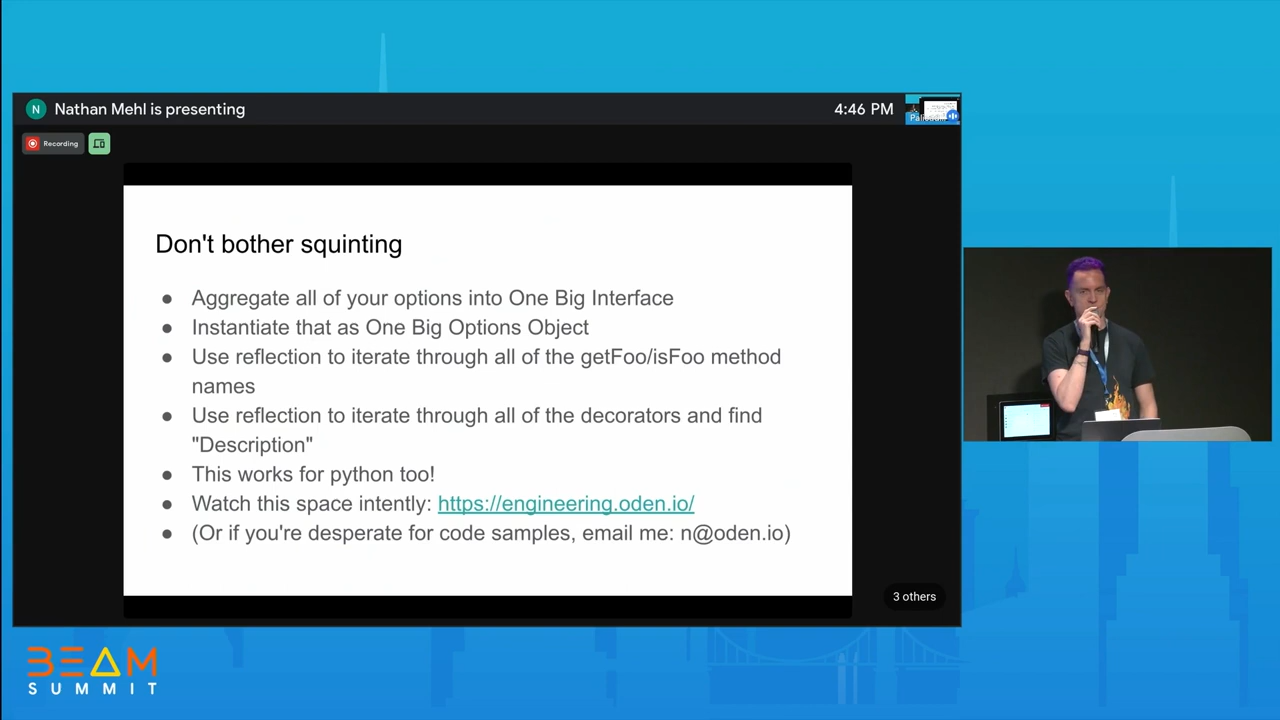 N Nathan Mehl is presenting
4:46 PM
Recording
Don't bother squinting
● Aggregate all of your options into One Big Interface
● Instantiate that as One Big Options Object
● Use reflection to iterate through all of the getFoo/isFoo method
names
● Use reflection to iterate through all of the decorators and find
"Description"
● This works for python too!
● Watch this space intently: https://engineering.oden.io/
● (Or if you're desperate for code samples, email me: n@oden.io)
3 others
BEAM
SUMMIT